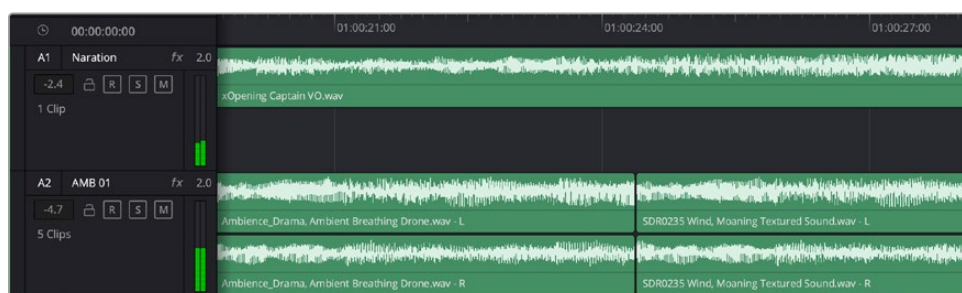 00:00:00:00 01:00:21:00 01:00:24:00 01:00:27:00
A1 Naration fx 2.0
-2.4 R S M
1 Clip
xOpening Captain VO.wav
A2 AMB 01 fx 2.0
-4.7 R S M
5 Clips
Ambience_Drama, Ambient Breathing Drone.wav - L SDR0235 Wind, Moaning Textured Sound.wav - L
Ambience_Drama, Ambient Breathing Drone.wav - R SDR0235 Wind, Moaning Textured Sound.wav - R